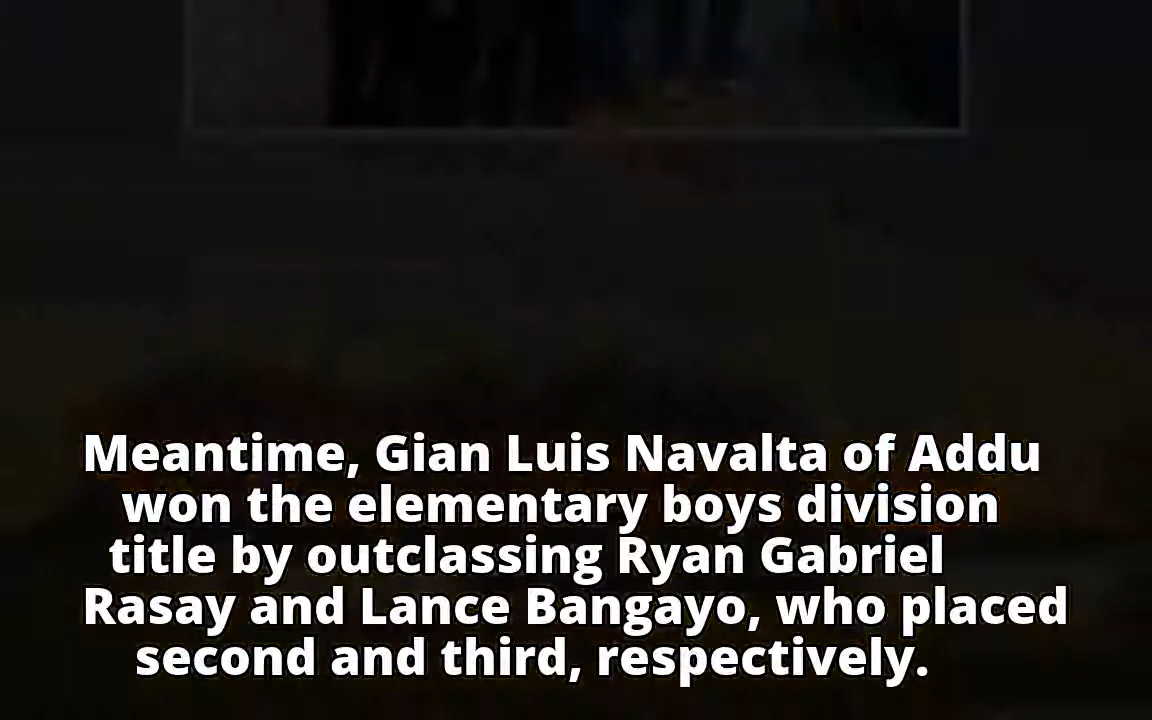 Meantime, Gian Luis Navalta of Addu
won the elementary boys division
title by outclassing Ryan Gabriel
Rasay and Lance Bangayo, who placed
second and third, respectively.